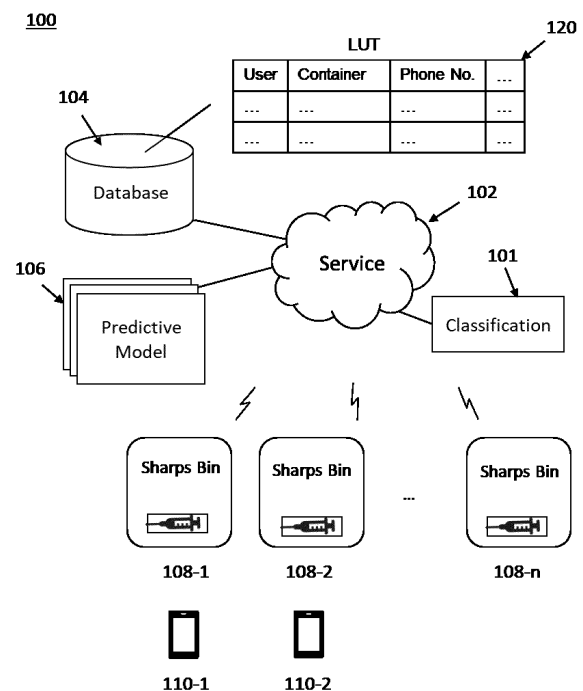 100
LUT
120
User Container Phone No. ...
... ... ... ...
... ... ... ...
104
Database
102
Service
106
Predictive
Model
101
Classification
Sharps Bin Sharps Bin ... Sharps Bin
108-1 108-2 108-n
110-1 110-2